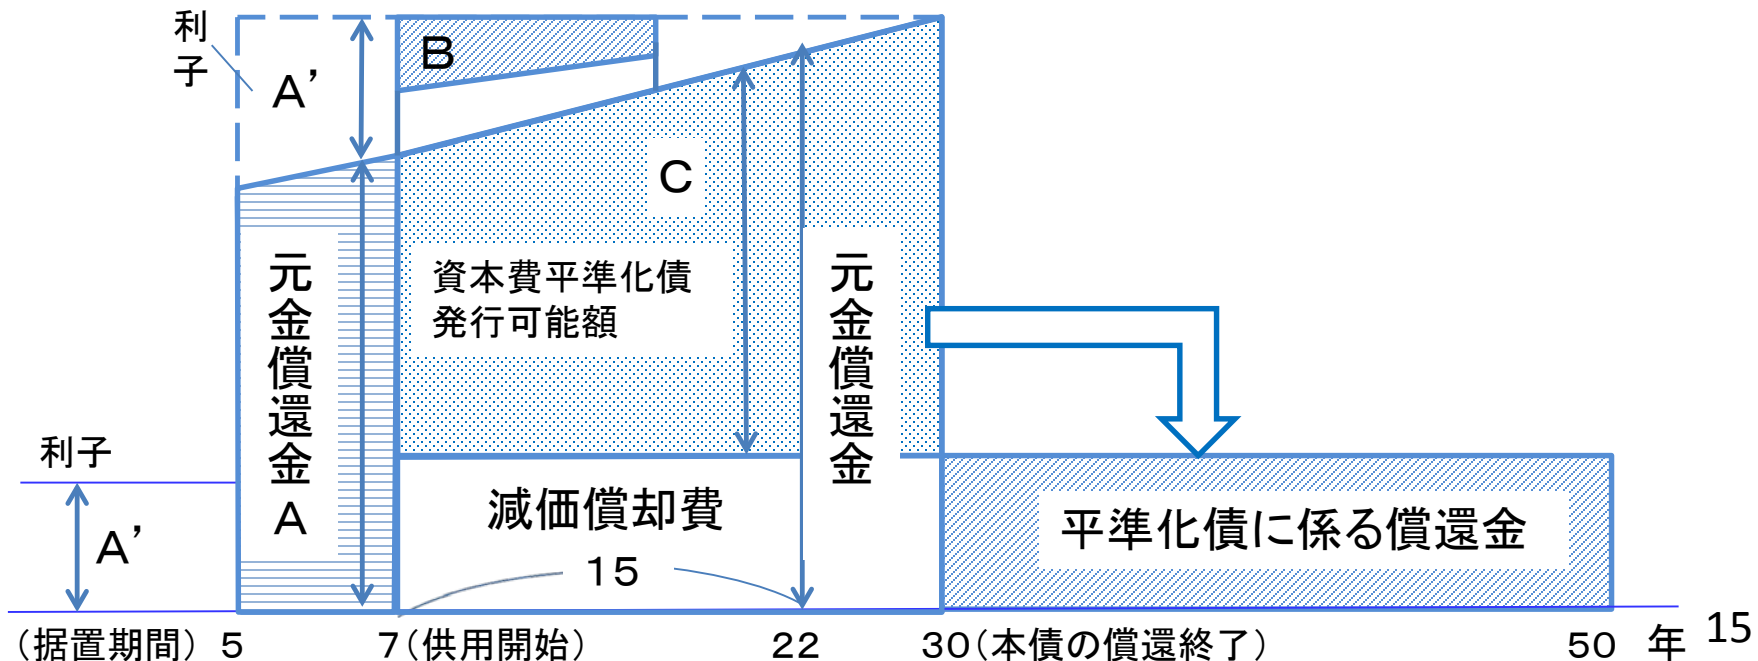 利
子
A’
B
C
資本費平準化債
発行可能額
元金償還金A
元金償還金
利子
A’
減価償却費
15
平準化債に係る償還金
(据置期間) 5 7(供用開始) 22 30(本債の償還終了) 50 年
15